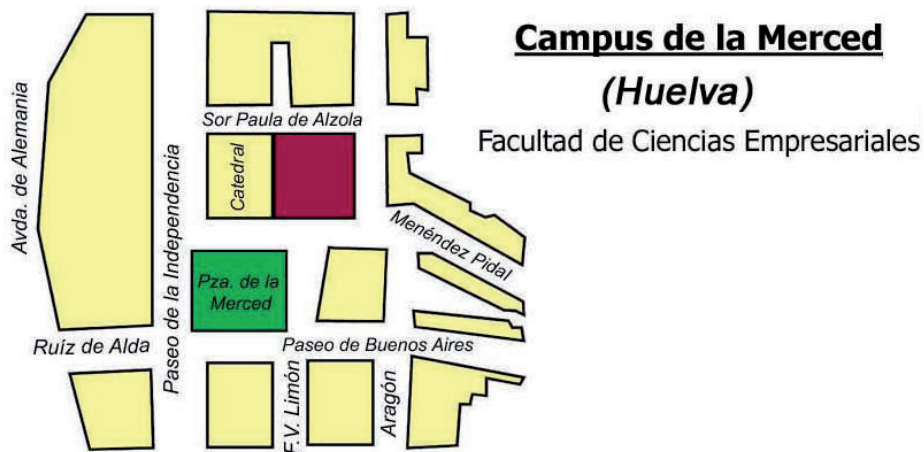 Campus de la Merced
(Huelva)
Facultad de Ciencias Empresariales
Sor Paula de Alzola
Avda. de Alemania
Paseo de la Independencia
Catedral
Menéndez Pidal
Pza. de la
Merced
Ruíz de Alda
Paseo de Buenos Aires
F.V. Limón
Aragón